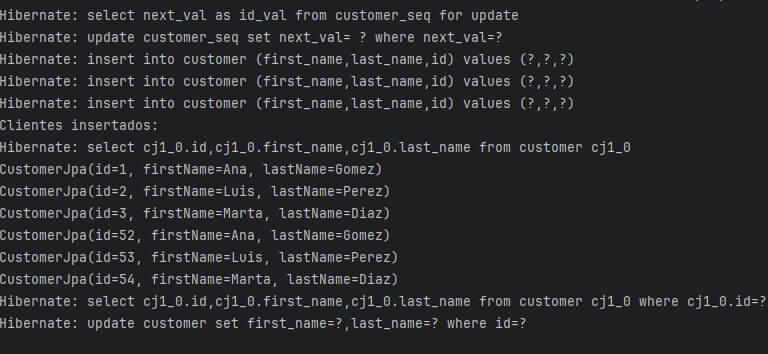 Hibernate: select next_val as id_val from customer_seq for update
Hibernate: update customer_seq set next_val= ? where next_val=?
Hibernate: insert into customer (first_name,last_name,id) values (?,?,?)
Hibernate: insert into customer (first_name,last_name,id) values (?,?,?)
Hibernate: insert into customer (first_name,last_name,id) values (?,?,?)
Clientes insertados:
Hibernate: select cj1_0.id,cj1_0.first_name,cj1_0.last_name from customer cj1_0
CustomerJpa(id=1, firstName=Ana, lastName=Gomez)
CustomerJpa(id=2, firstName=Luis, lastName=Perez)
CustomerJpa(id=3, firstName=Marta, lastName=Diaz)
CustomerJpa(id=52, firstName=Ana, lastName=Gomez)
CustomerJpa(id=53, firstName=Luis, lastName=Perez)
CustomerJpa(id=54, firstName=Marta, lastName=Diaz)
Hibernate: select cj1_0.id,cj1_0.first_name,cj1_0.last_name from customer cj1_0 where cj1_0.id=?
Hibernate: update customer set first_name=?,last_name=? where id=?